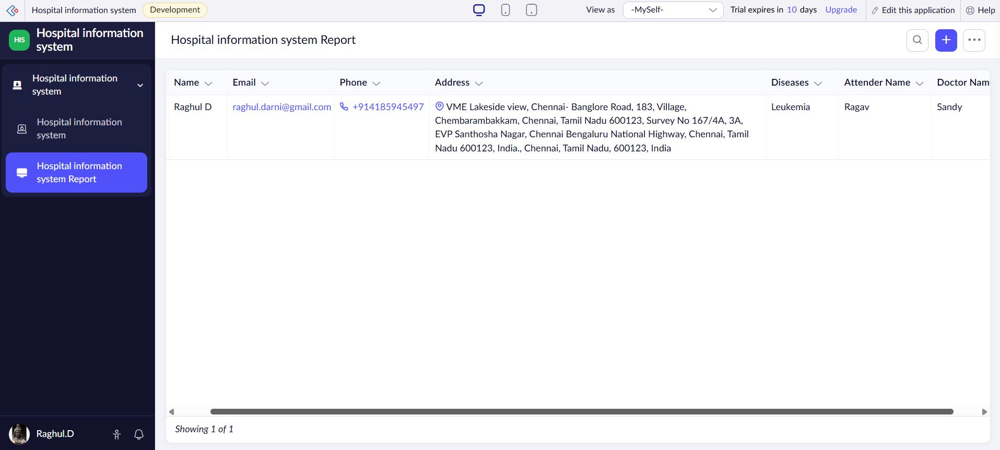 Hospital information system Development View as -MySelf- Trial expires in 10 days Upgrade Edit this application Help
HIS Hospital information
system
Hospital information system Report
Hospital information
system
Hospital information
system
Hospital information
system Report
Name Email Phone Address Diseases Attender Name Doctor Nam
Raghul D raghul.darni@gmail.com +914185945497 VME Lakeside view, Chennai- Banglore Road, 183, Village, Leukemia Ragav Sandy
Chembarambakkam, Chennai, Tamil Nadu 600123, Survey No 167/4A, 3A,
EVP Santhosha Nagar, Chennai Bengaluru National Highway, Chennai, Tamil
Nadu 600123, India., Chennai, Tamil Nadu, 600123, India
Showing 1 of 1
Raghul.D